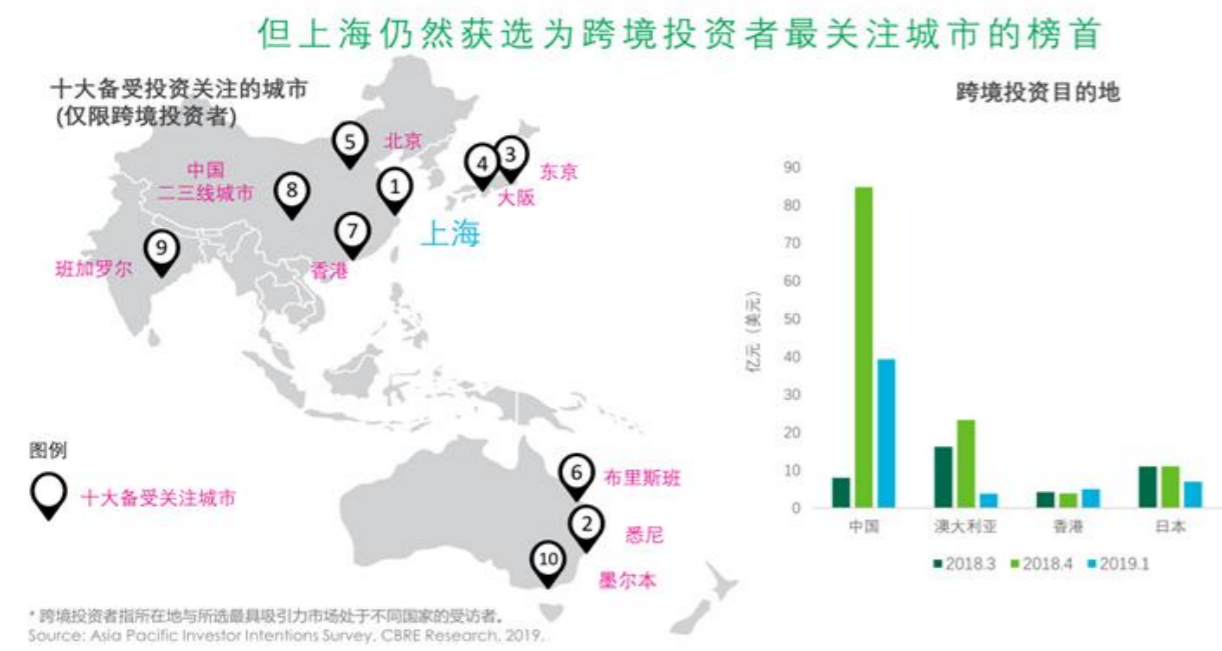 但上海仍然获选为跨境投资者最关注城市的榜首
十大备受投资关注的城市
(仅限跨境投资者)
5
北京
4
3
东京
大阪
中国
二三线城市
8
1
上海
7
香港
9
班加罗尔
图例
十大备受关注城市
6
布里斯班
2
悉尼
10
墨尔本
* 跨境投资者指所在地与所选最具吸引力市场处于不同国家的受访者。
Source: Asia Pacific Investor Intentions Survey, CBRE Research, 2019.
跨境投资目的地
亿元（美元）
90
80
70
60
50
40
30
20
10
0
中国
澳大利亚
香港
日本
2018.3
2018.4
2019.1